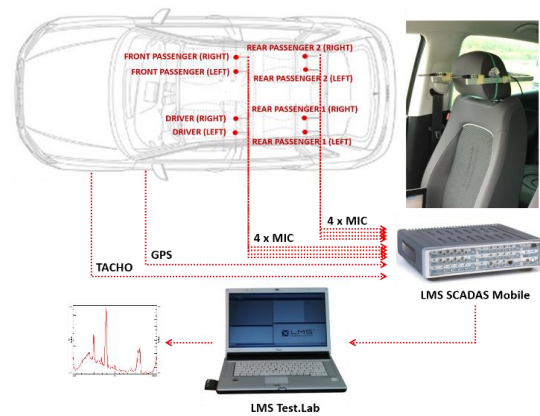 REAR PASSENGER 2 (RIGHT)
FRONT PASSENGER (RIGHT)
FRONT PASSENGER (LEFT)
REAR PASSENGER 2 (LEFT)
REAR PASSENGER 1 (RIGHT)
DRIVER (RIGHT)
DRIVER (LEFT)
REAR PASSENGER 1 (LEFT)
4 x MIC
4 x MIC
GPS
TACHO
LMS SCADAS Mobile
LMS
LMS Test.Lab